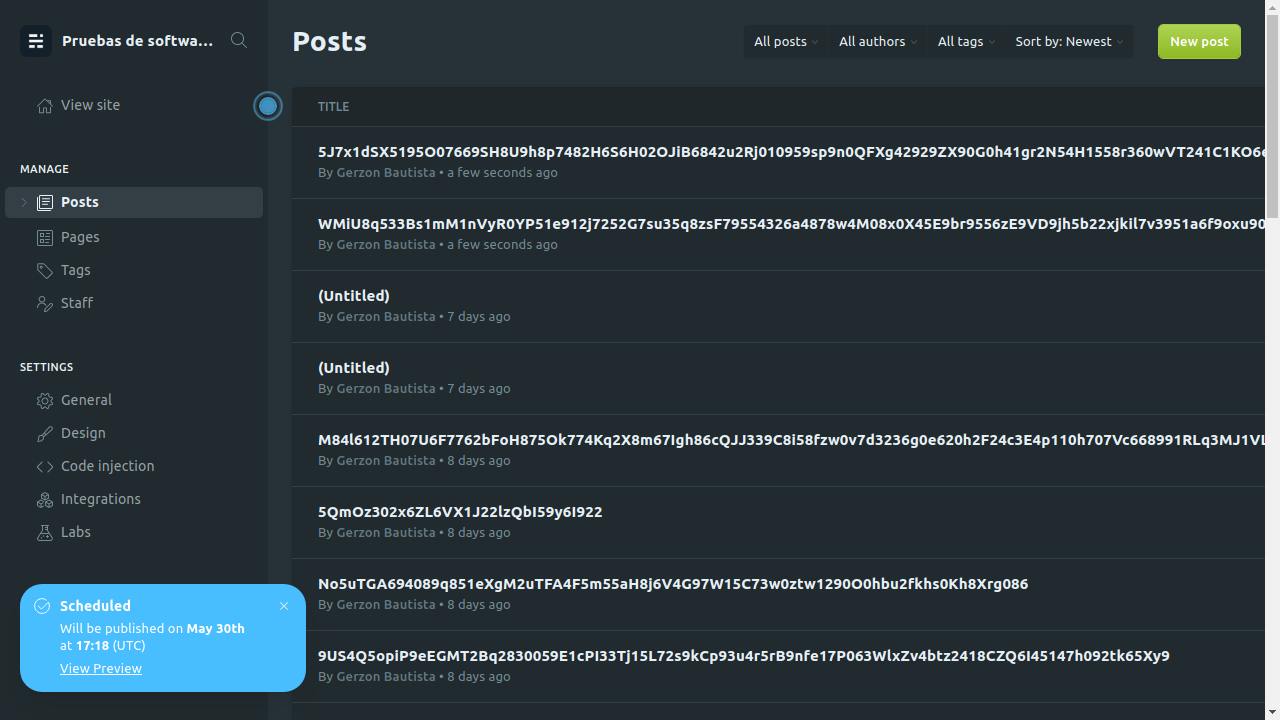 Pruebas de softwa...
View site
MANAGE
Posts
Pages
Tags
Staff
SETTINGS
General
Design
Code injection
Integrations
Labs
Scheduled
Will be published on May 30th
at 17:18 (UTC)
View Preview
Posts
All posts
All authors
All tags
Sort by: Newest
New post
TITLE
5J7x1dSX5195O07669SH8U9h8p7482H6S6H02OJiB6842u2Rj010959sp9n0QFXg42929ZX90G0h41gr2N54H1558r360wVT241C1KO6e
By Gerzon Bautista • a few seconds ago
WMiU8q533Bs1mM1nVyR0YP51e912j7252G7su35q8zsF79554326a4878w4M08x0X45E9br9556zE9VD9jh5b22xjkil7v3951a6f9oxu90
By Gerzon Bautista • a few seconds ago
(Untitled)
By Gerzon Bautista • 7 days ago
(Untitled)
By Gerzon Bautista • 7 days ago
M84l612TH07U6F7762bFoH875Ok774Kq2X8m67Igh86cQJJ339C8i58fzw0v7d3236g0e620h2F24c3E4p110h707Vc668991RLq3MJ1VL
By Gerzon Bautista • 8 days ago
5QmOz302x6ZL6VX1J22lzQbI59y6I922
By Gerzon Bautista • 8 days ago
No5uTGA694089q851eXgM2uTFA4F5m55aH8j6V4G97W15C73w0ztw1290O0hbu2fkhs0Kh8Xrg086
By Gerzon Bautista • 8 days ago
9US4Q5opiP9eEGMT2Bq2830059E1cPI33Tj15L72s9kCp93u4r5rB9nfe17P063WlxZv4btz2418CZQ6I45147h092tk65Xy9
By Gerzon Bautista • 8 days ago